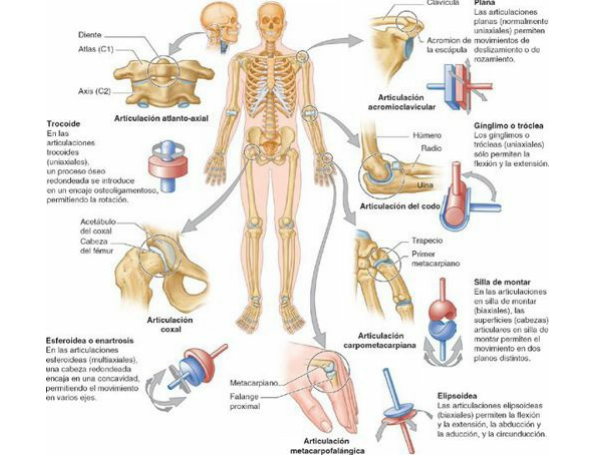 Diente
Atlas (C1)
Axis (C2)
Articulación atlanto-axial
Trocoide
En las
articulaciones
trocoides
(uniaxiales),
un proceso óseo
redondeada se introduce
en un encaje osteoligamentoso,
permitiendo la rotación.
Acetábulo
del coxal
Cabeza
del fémur
Articulación
coxal
Esferoidea o enartrosis
En las articulaciones
esferoideas (multiaxiales),
una cabeza redondeada
encaja en una concavidad,
permitiendo el movimiento
en varios ejes.
Clavícula
Acromion de
la escápula
Articulación
acromioclavicular
Plana
Las articulaciones
planas (normalmente
uniaxiales) permiten
movimientos de
deslizamiento o de
rozamiento.
Húmero
Radio
Ulna
Articulación del codo
Gínglimo o tróclea
Los gínglimos o
trócleas (uniaxiales)
sólo permiten la
flexión y la extensión.
Trapecio
Primer
metacarpiano
Articulación
carpometacarpiana
Silla de montar
En las articulaciones
en silla de montar
(biaxiales), las
superficies (cabezas)
articulares en silla de
montar permiten el
movimiento en dos
planos distintos.
Metacarpiano
Falange
proximal
Articulación
metacarpofalángica
Elipsoidea
Las articulaciones elipsoideas
(biaxiales) permiten la flexión
y la extensión, la abducción y
la aducción, y la circunducción.